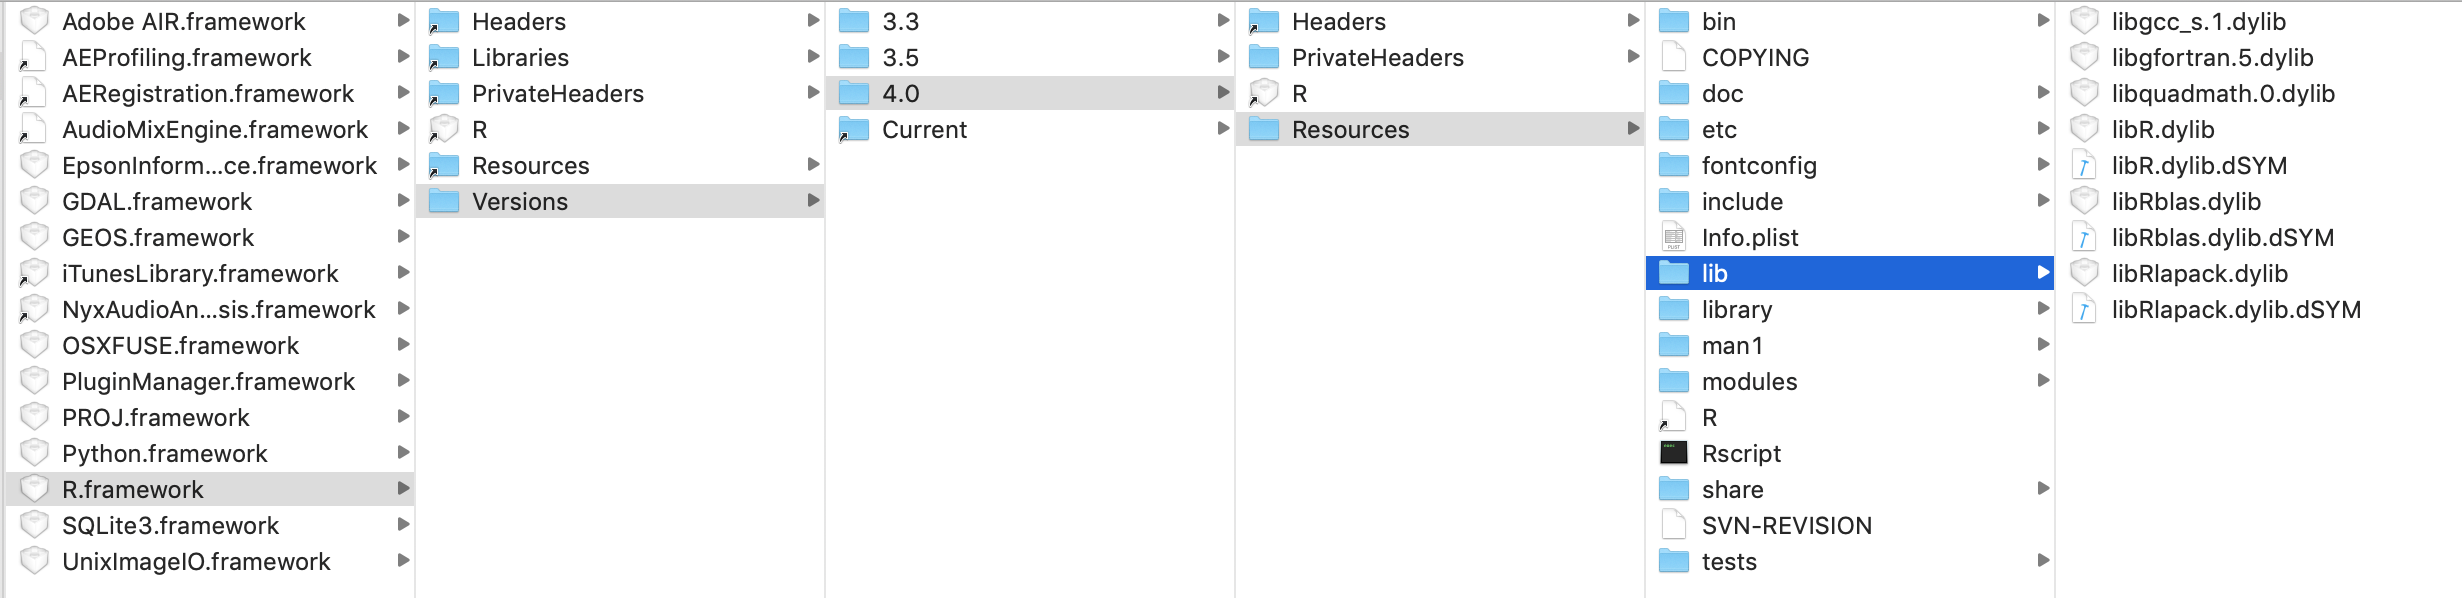 Adobe AIR.framework
AEProfiling.framework
AERegistration.framework
AudioMixEngine.framework
EpsonInform...ce.framework
GDAL.framework
GEOS.framework
iTunesLibrary.framework
NyxAudioAn...sis.framework
OSXFUSE.framework
PluginManager.framework
PROJ.framework
Python.framework
R.framework
SQLite3.framework
UnixImageIO.framework
Headers
Libraries
PrivateHeaders
R
Resources
Versions
3.3
3.5
4.0
Current
Headers
PrivateHeaders
R
Resources
bin
COPYING
doc
etc
fontconfig
include
Info.plist
lib
library
man1
modules
R
Rscript
share
SVN-REVISION
tests
libgcc_s.1.dylib
libgfortran.5.dylib
libquadmath.0.dylib
libR.dylib
libR.dylib.dSYM
libRblas.dylib
libRblas.dylib.dSYM
libRlapack.dylib
libRlapack.dylib.dSYM